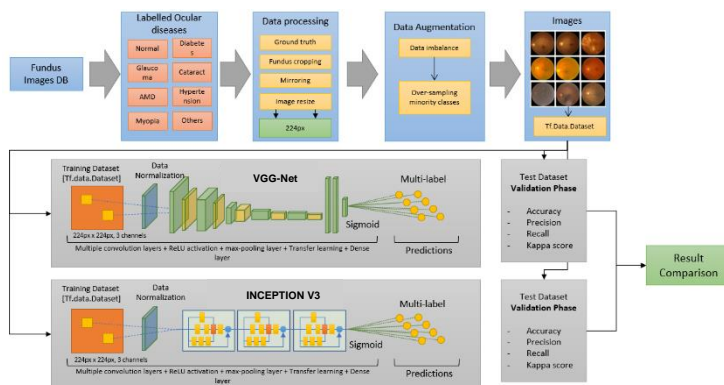 Fundus
Images DB
Labelled Ocular
diseases
Normal
Diabete
s
Glauco
ma
Cataract
AMD
Hyperte
nsion
Myopia
Others
Data processing
Ground truth
Fundus cropping
Mirroring
Image resize
224px
Data Augmentation
Data imbalance
Over-sampling
minority classes
Images
Tf.Data.Dataset
Training Dataset
[Tf.data.Dataset]
Data
Normalization
VGG-Net
Multi-label
Sigmoid
224px x 224px, 3 channels
Multiple convolution layers + ReLU activation + max-pooling layer + Transfer learning + Dense
layer
Predictions
Test Dataset
Validation Phase
- Accuracy
- Precision
- Recall
- Kappa score
Result
Comparison
Training Dataset
[Tf.data.Dataset]
Data
Normalization
INCEPTION V3
Multi-label
Sigmoid
224px x 224px, 3 channels
Multiple convolution layers + ReLU activation + max-pooling layer + Transfer learning + Dense
layer
Predictions
Test Dataset
Validation Phase
- Accuracy
- Precision
- Recall
- Kappa score